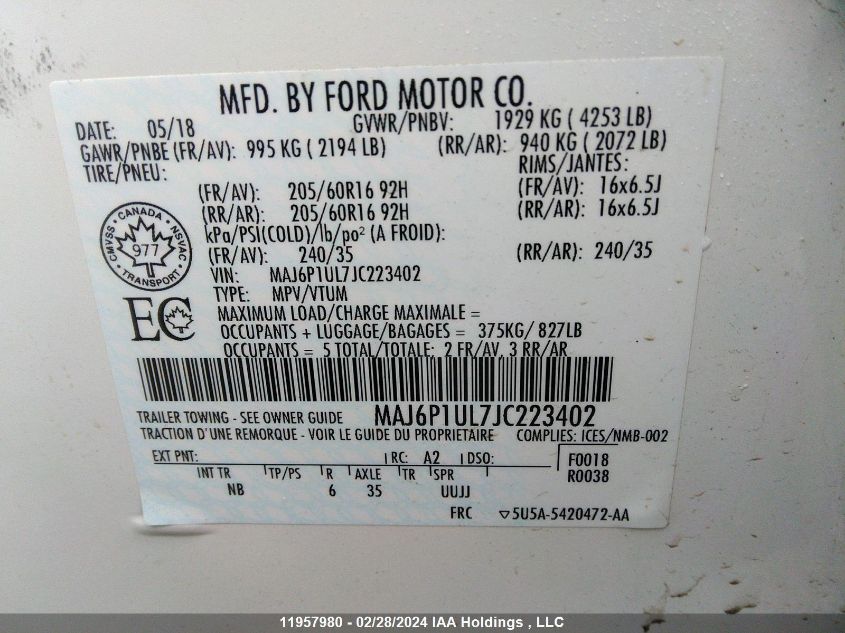 MFD. BY FORD MOTOR CO.
DATE: 05/18 GVWR/PNBV: 1929 KG ( 4253 LB)
GAWR/PNBE (FR/AV): 995 KG ( 2194 LB) (RR/AR): 940 KG ( 2072 LB)
TIRE/PNEU: RIMS/JANTES:
(FR/AV): 205/60R16 92H (FR/AV): 16x6.5J
(RR/AR): 205/60R16 92H (RR/AR): 16x6.5J
kPa/PSI(COLD)/lb/po² (A FROID):
(FR/AV): 240/35 (RR/AR): 240/35
CANADA
CMVSS NSVAC
977
TRANSPORT
VIN: MAJ6P1UL7JC223402
TYPE: MPV/VTUM
EC
MAXIMUM LOAD/CHARGE MAXIMALE =
OCCUPANTS + LUGGAGE/BAGAGES = 375KG/ 827LB
OCCUPANTS = 5 TOTAL/TOTALE: 2 FR/AV, 3 RR/AR
TRAILER TOWING - SEE OWNER GUIDE MAJ6P1UL7JC223402
TRACTION D'UNE REMORQUE - VOIR LE GUIDE DU PROPRIETAIRE COMPLIES: ICES/NMB-002
EXT PNT: RC: A2 DSO: F0018
INT TR TP/PS R AXLE TR SPR R0038
NB 6 35 UUJJ
FRC ▽5U5A-5420472-AA
11957980 - 02/28/2024 IAA Holdings , LLC